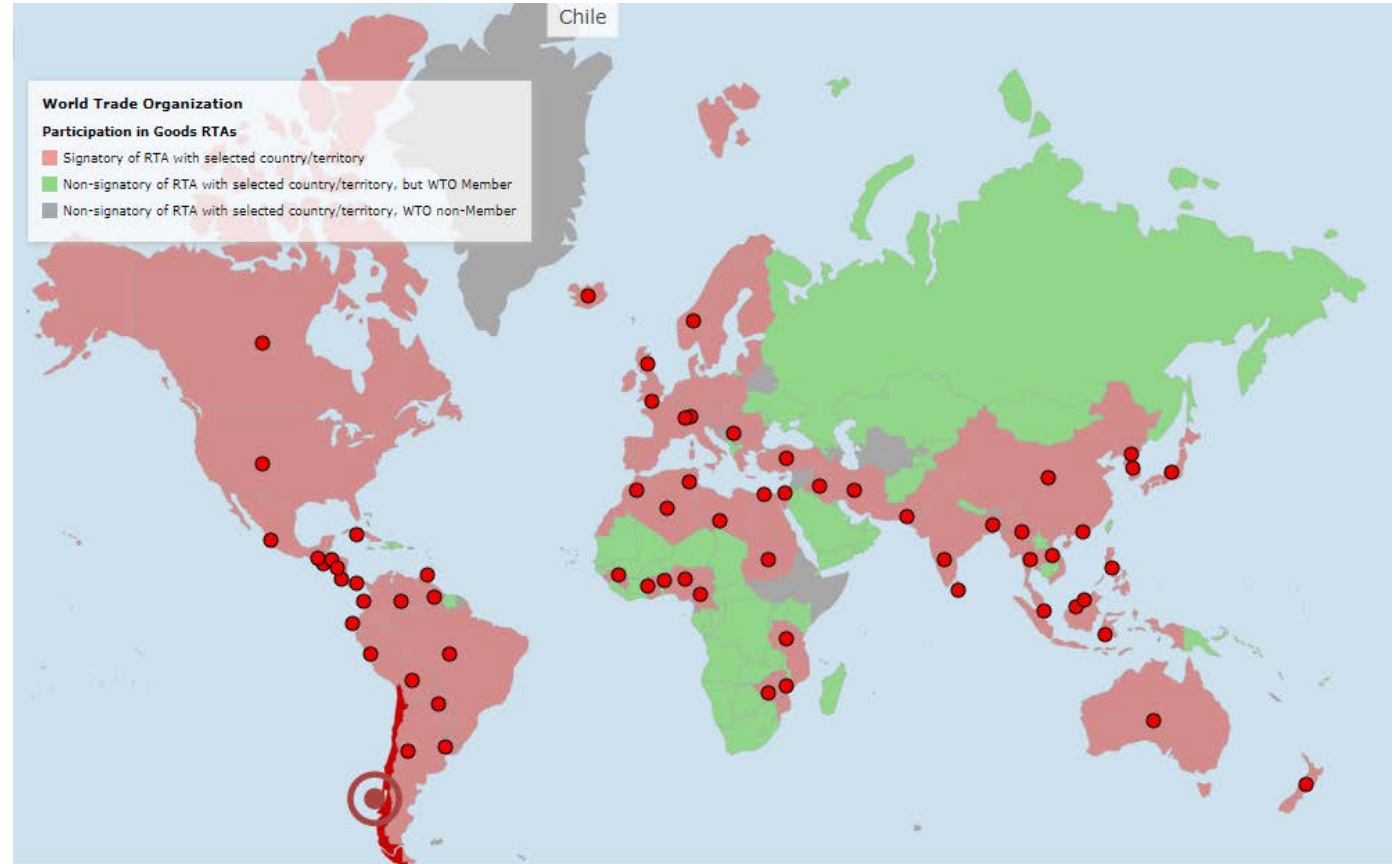 Chile
World Trade Organization
Participation in Goods RTAs
Signatory of RTA with selected country/territory
Non-signatory of RTA with selected country/territory, but WTO Member
Non-signatory of RTA with selected country/territory, WTO non-Member